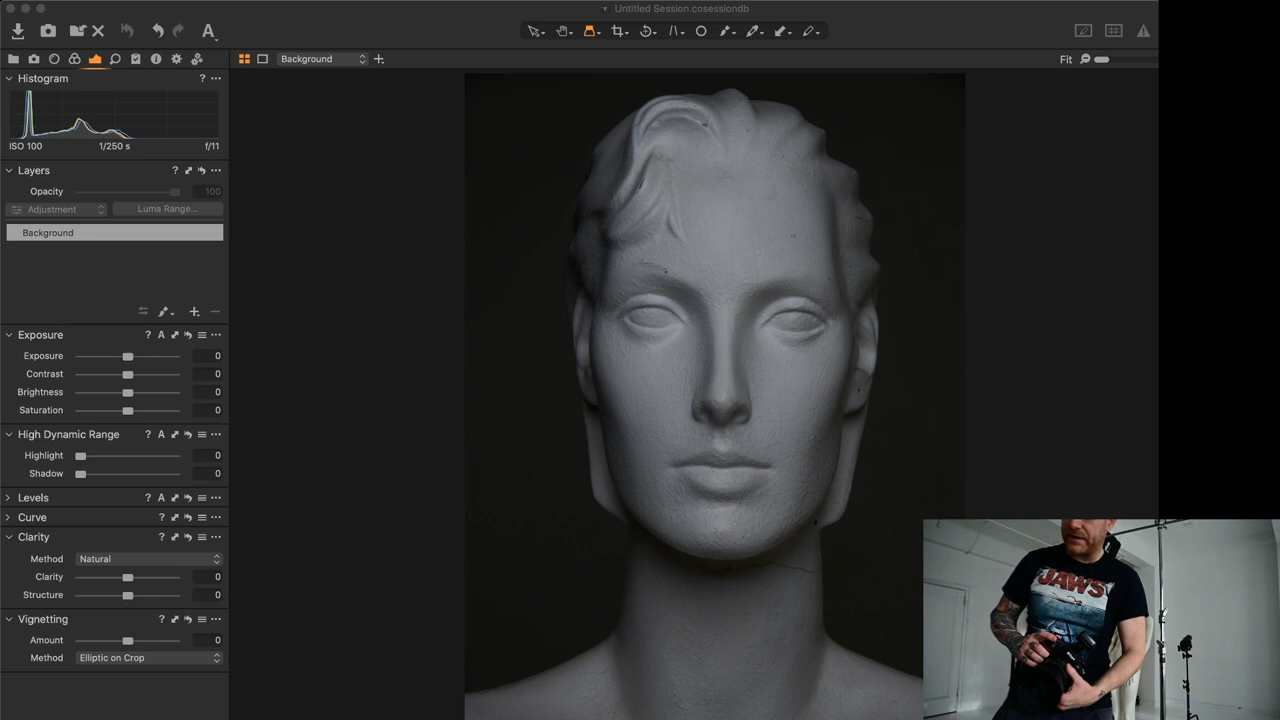 Untitled Session.cosessiondb
A
Background
Fit
Histogram ? ...
ISO 100 1/250 s f/11
Layers ? ...
Opacity 100
Adjustment Luma Range...
Background
Exposure ? A ...
Exposure 0
Contrast 0
Brightness 0
Saturation 0
High Dynamic Range ? A ...
Highlight 0
Shadow 0
Levels ? A ...
Curve ? ...
Clarity ? ...
Method Natural
Clarity 0
Structure 0
Vignetting ? ...
Amount 0
Method Elliptic on Crop
JAWS